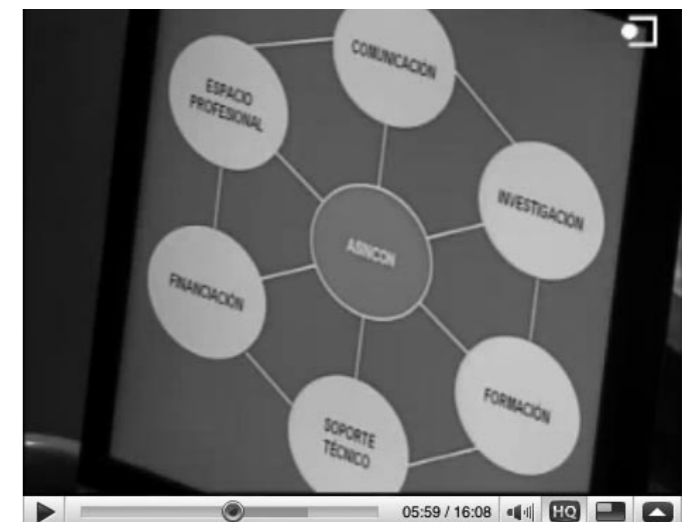 COMUNICACIÓN
ESPACIO
PROFESIONAL
INVESTIGACIÓN
ASINCON
FINANCIACIÓN
FORMACIÓN
SOPORTE
TÉCNICO
05:59 / 16:08
HQ